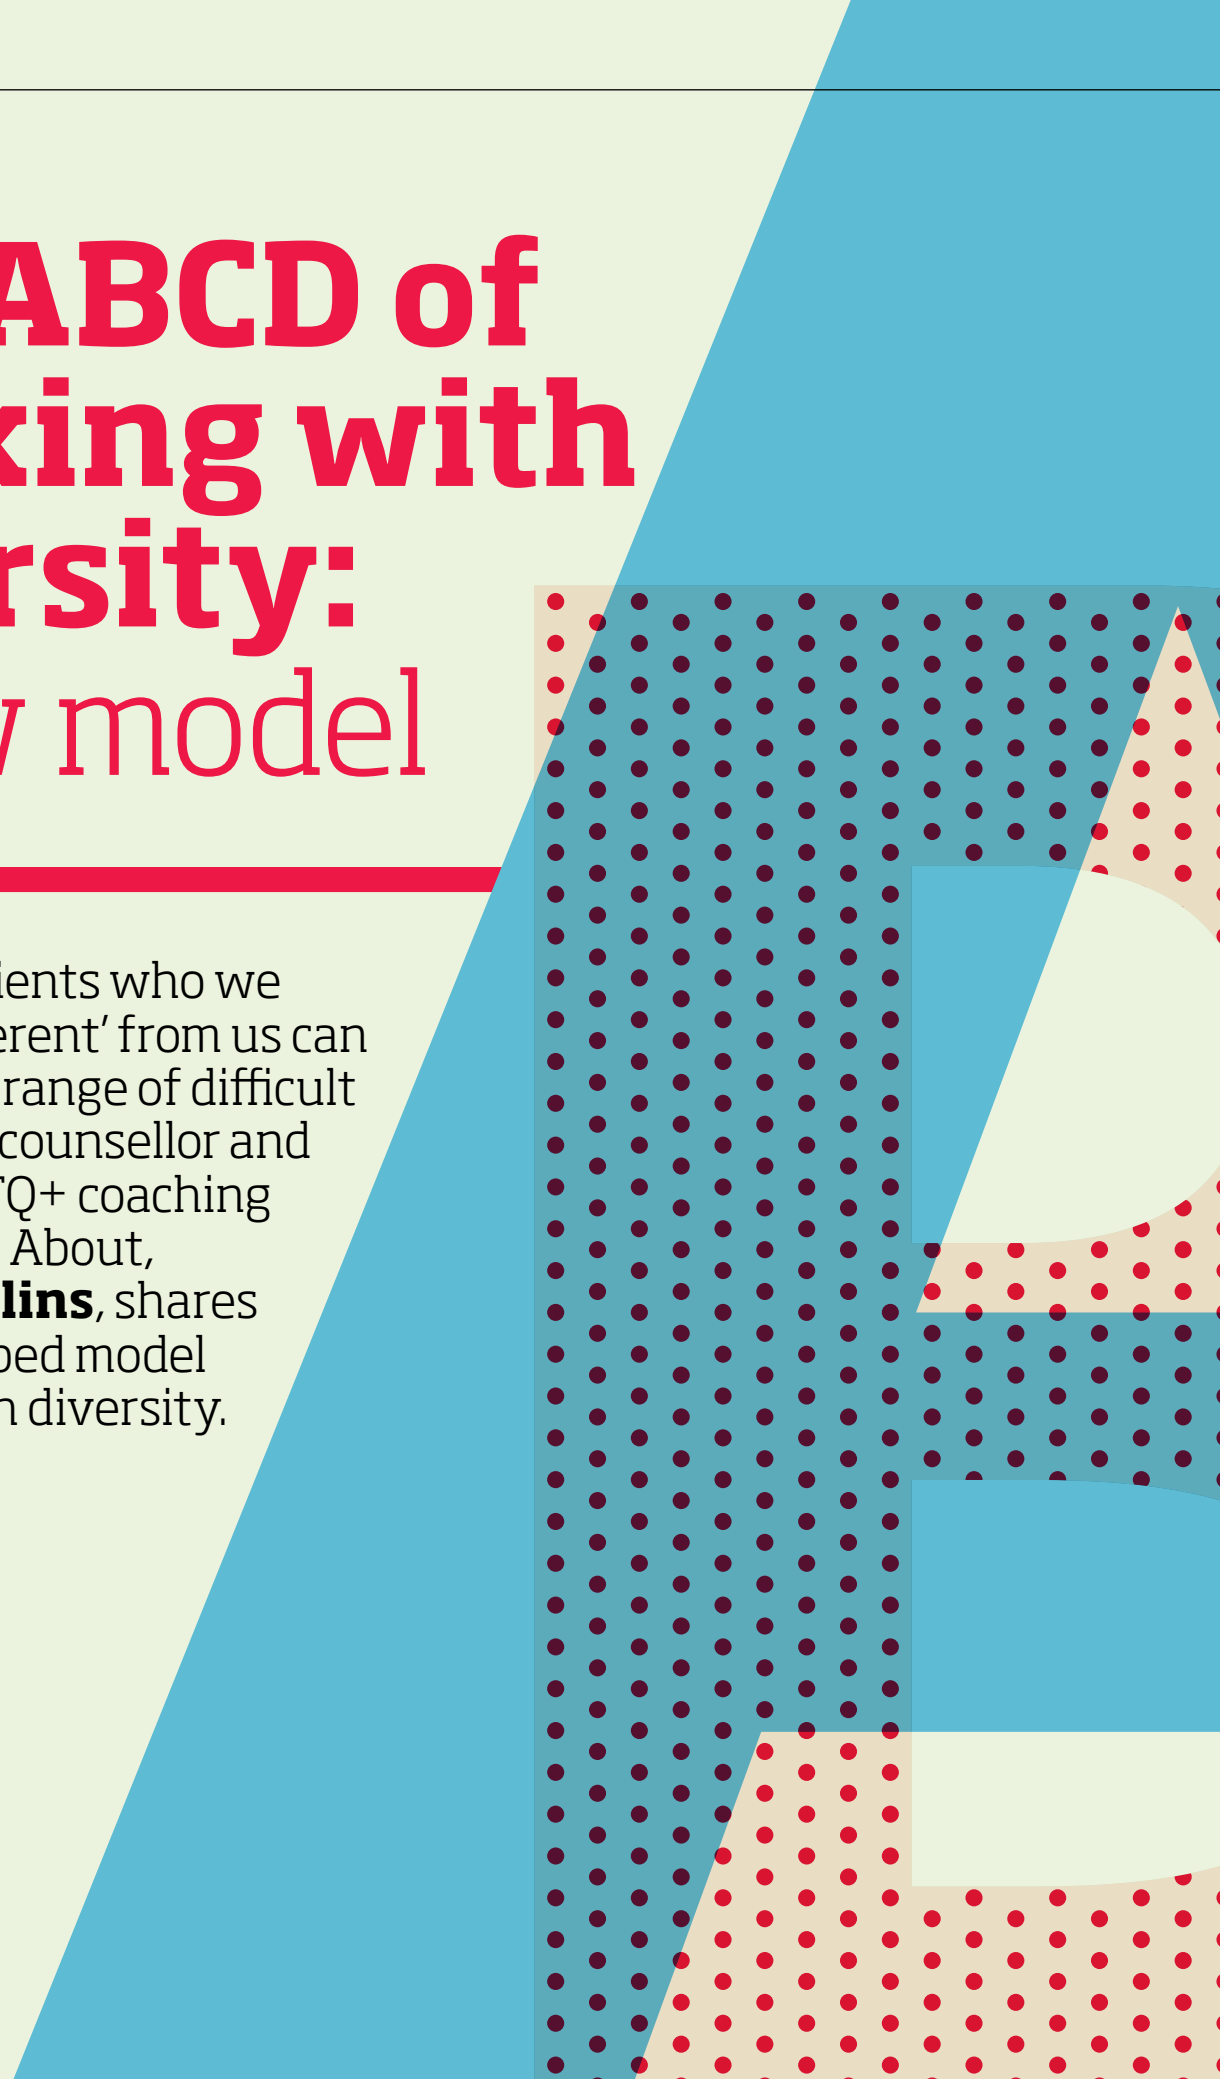 ABCD of
king with
rsity:
w model
ients who we
erent’ from us can
range of difficult
counsellor and
TQ+ coaching
About,
lins, shares
ped model
n diversity.